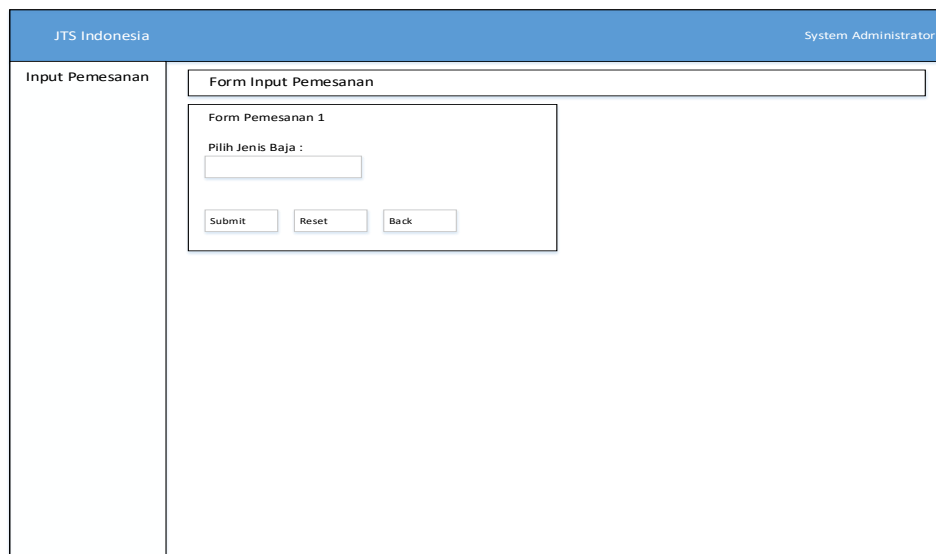 JTS Indonesia
System Administrator
Input Pemesanan
Form Input Pemesanan
Form Pemesanan 1
Pilih Jenis Baja :
Submit
Reset
Back